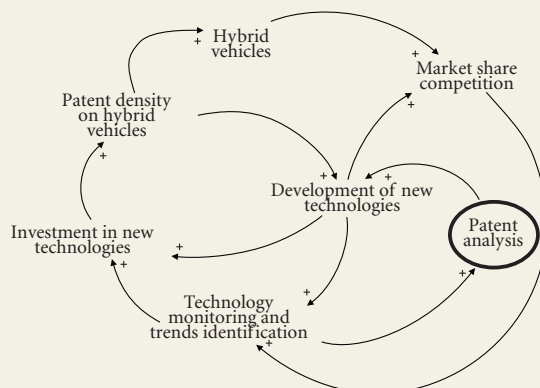 Hybrid
vehicles
+
+
Market share
competition
+
Patent density
on hybrid
vehicles
+
+
+
Development of new
technologies
Patent
analysis
Investment in new
technologies
+
+
+
+
Technology
monitoring and
trends identification
+